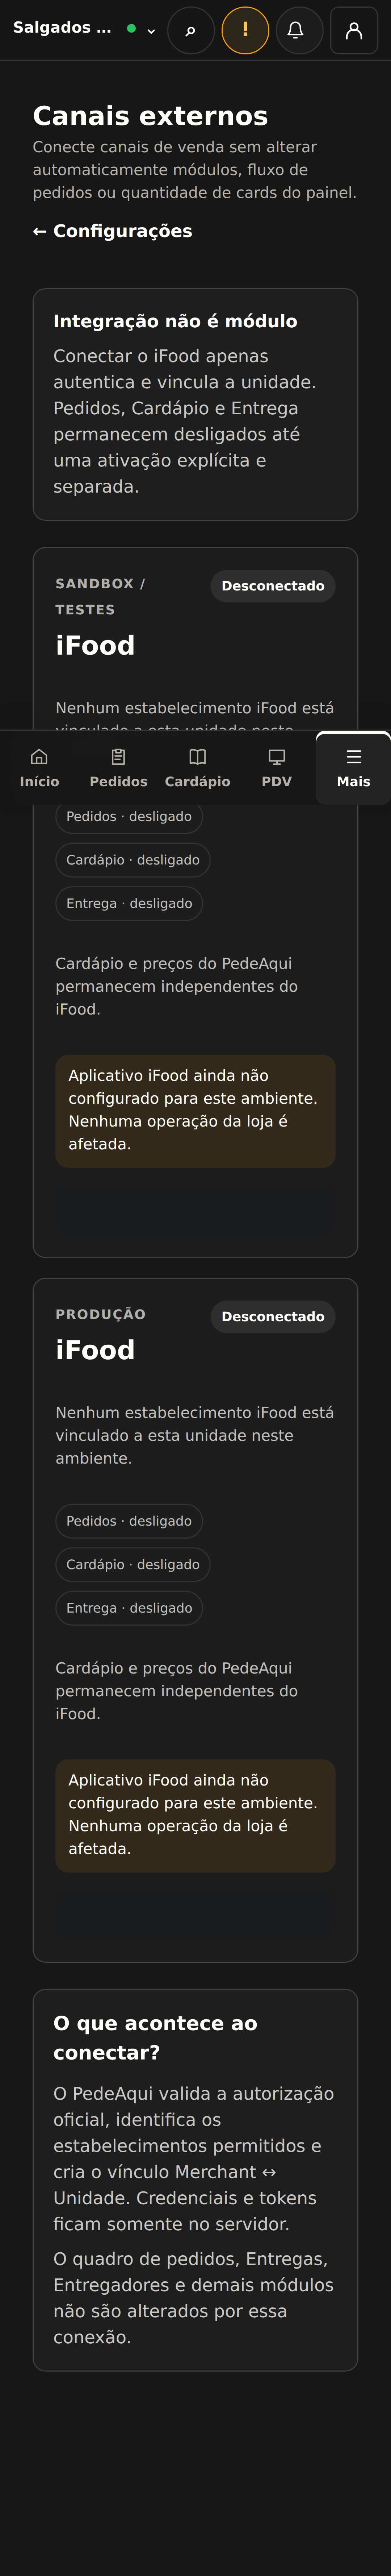 Salgados ...
!
Canais externos
Conecte canais de venda sem alterar
automaticamente módulos, fluxo de
pedidos ou quantidade de cards do painel.
← Configurações
Integração não é módulo
Conectar o iFood apenas
autentica e vincula a unidade.
Pedidos, Cardápio e Entrega
permanecem desligados até
uma ativação explícita e
separada.
SANDBOX /
TESTES
Desconectado
iFood
Nenhum estabelecimento iFood está
vinculado a esta unidade neste
Início
Pedidos
Cardápio
PDV
Mais
Pedidos · desligado
Cardápio · desligado
Entrega · desligado
Cardápio e preços do PedeAqui
permanecem independentes do
iFood.
Aplicativo iFood ainda não
configurado para este ambiente.
Nenhuma operação da loja é
afetada.
PRODUÇÃO
Desconectado
iFood
Nenhum estabelecimento iFood está
vinculado a esta unidade neste
ambiente.
Pedidos · desligado
Cardápio · desligado
Entrega · desligado
Cardápio e preços do PedeAqui
permanecem independentes do
iFood.
Aplicativo iFood ainda não
configurado para este ambiente.
Nenhuma operação da loja é
afetada.
O que acontece ao
conectar?
O PedeAqui valida a autorização
oficial, identifica os
estabelecimentos permitidos e
cria o vínculo Merchant ↔
Unidade. Credenciais e tokens
ficam somente no servidor.
O quadro de pedidos, Entregas,
Entregadores e demais módulos
não são alterados por essa
conexão.